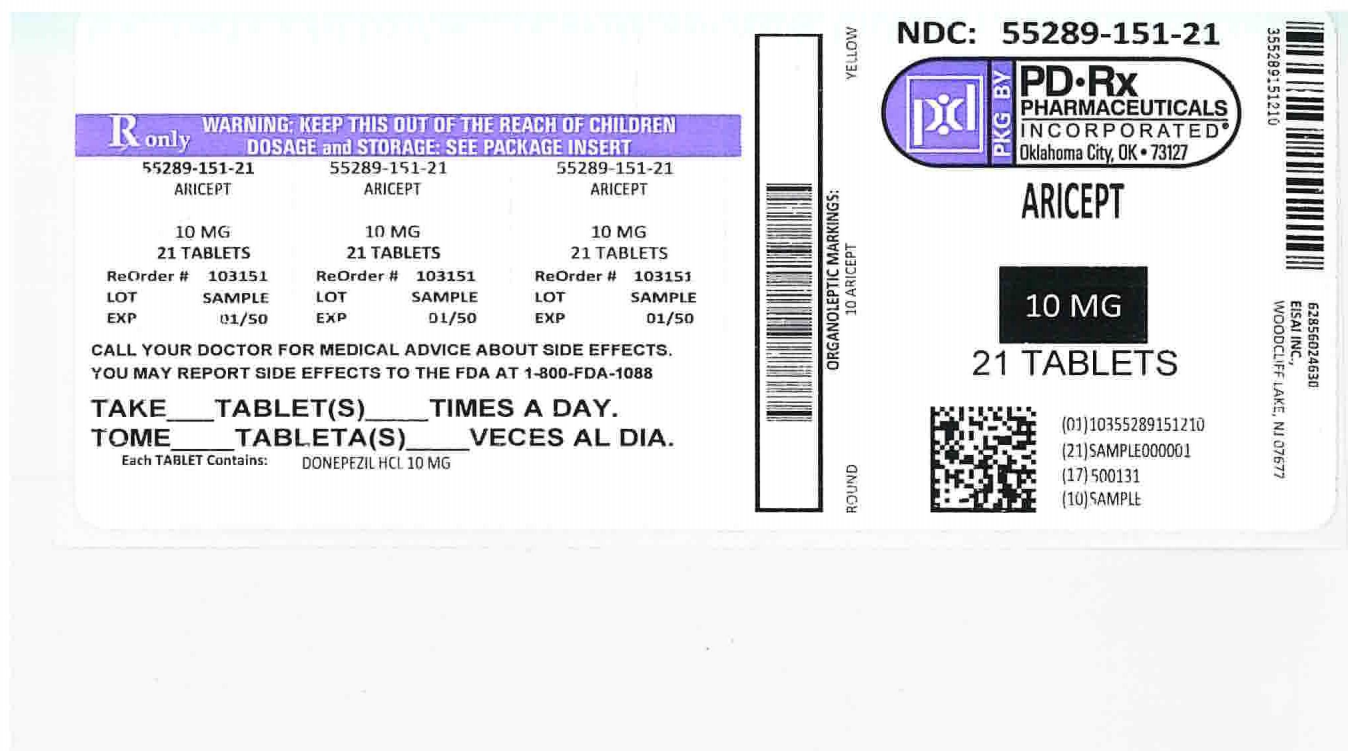 Rx only WARNING: KEEP THIS OUT OF THE REACH OF CHILDREN
DOSAGE and STORAGE: SEE PACKAGE INSERT
55289-151-21 55289-151-21 55289-151-21
ARICEPT ARICEPT ARICEPT
10 MG 10 MG 10 MG
21 TABLETS 21 TABLETS 21 TABLETS
ReOrder # 103151 ReOrder # 103151 ReOrder # 103151
LOT SAMPLE LOT SAMPLE LOT SAMPLE
EXP 01/50 EXP 01/50 EXP 01/50
CALL YOUR DOCTOR FOR MEDICAL ADVICE ABOUT SIDE EFFECTS.
YOU MAY REPORT SIDE EFFECTS TO THE FDA AT 1-800-FDA-1088
TAKE___TABLET(S)____TIMES A DAY.
TOME____TABLETA(S)____VECES AL DIA.
Each TABLET Contains: DONEPEZIL HCL 10 MG
ORGANOLEPTIC MARKINGS:
ROUND 10 ARICEPT YELLOW
NDC: 55289-151-21
pd
PKG BY
PD·Rx
PHARMACEUTICALS
INCORPORATED®
Oklahoma City, OK • 73127
ARICEPT
10 MG
21 TABLETS
(01)10355289151210
(21)SAMPLE000001
(17)500131
(10)SAMPLE
355289151210
62856024630
EISAI INC.,
WOODCLIFF LAKE, NJ 07677